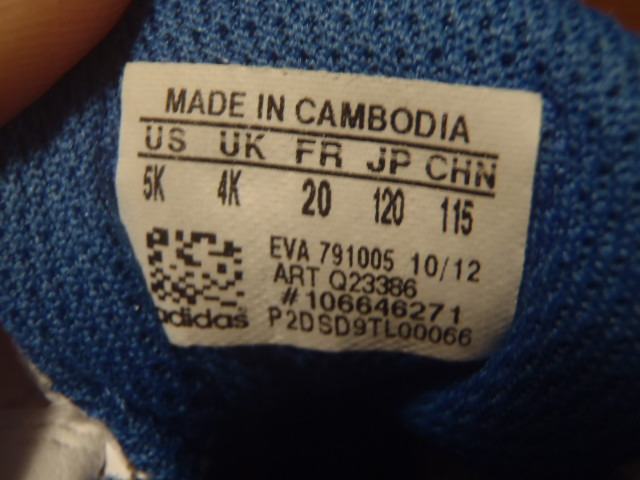 MADE IN CAMBODIA
US UK FR JP CHN
5K 4K 20 120 115
EVA 791005 10/12
ART Q23386
#106646271
adidas P2DSD9TL00066